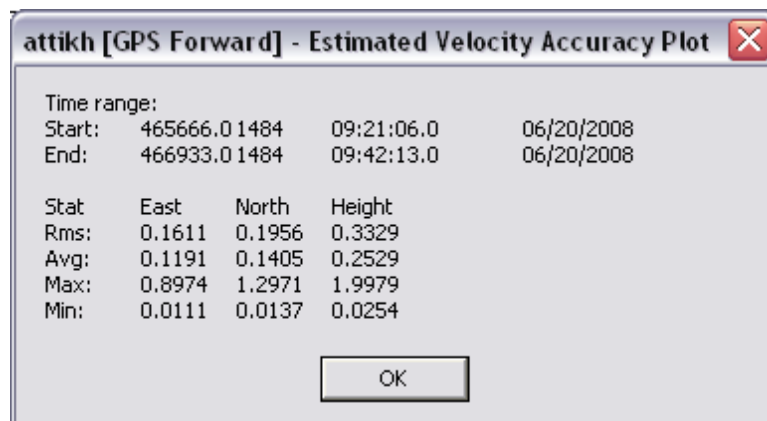 attikh [GPS Forward] - Estimated Velocity Accuracy Plot
Time range:
Start: 465666.0 1484 09:21:06.0 06/20/2008
End: 466933.0 1484 09:42:13.0 06/20/2008
Stat East North Height
Rms: 0.1611 0.1956 0.3329
Avg: 0.1191 0.1405 0.2529
Max: 0.8974 1.2971 1.9979
Min: 0.0111 0.0137 0.0254
OK